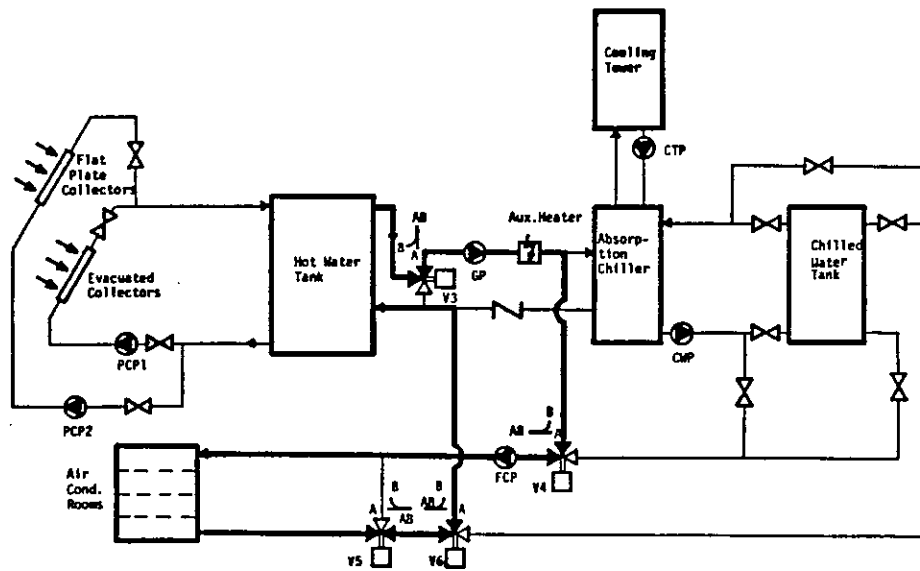 Cooling
Tower
CTP
Flat
Plate
Collectors
Evacuated
Collectors
PCP1
PCP2
Hot Water
Tank
AB
B
A
V3
GP
Aux.Heater
Absorp-
tion
Chiller
CWP
Chilled
Water
Tank
B
AB
A
V4
FCP
Air
Cond.
Rooms
B
A
AB
V5
B
AB
A
V6